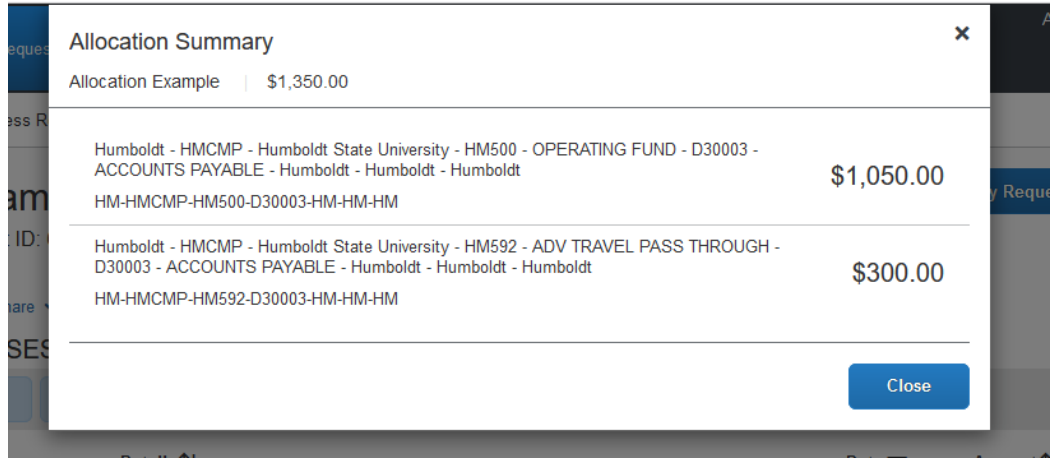 Allocation Summary
Allocation Example $1,350.00
Humboldt - HMCMP - Humboldt State University - HM500 - OPERATING FUND - D30003 -
ACCOUNTS PAYABLE - Humboldt - Humboldt - Humboldt
$1,050.00
HM-HMCMP-HM500-D30003-HM-HM-HM
Humboldt - HMCMP - Humboldt State University - HM592 - ADV TRAVEL PASS THROUGH -
D30003 - ACCOUNTS PAYABLE - Humboldt - Humboldt - Humboldt
$300.00
HM-HMCMP-HM592-D30003-HM-HM-HM
Close
ID: